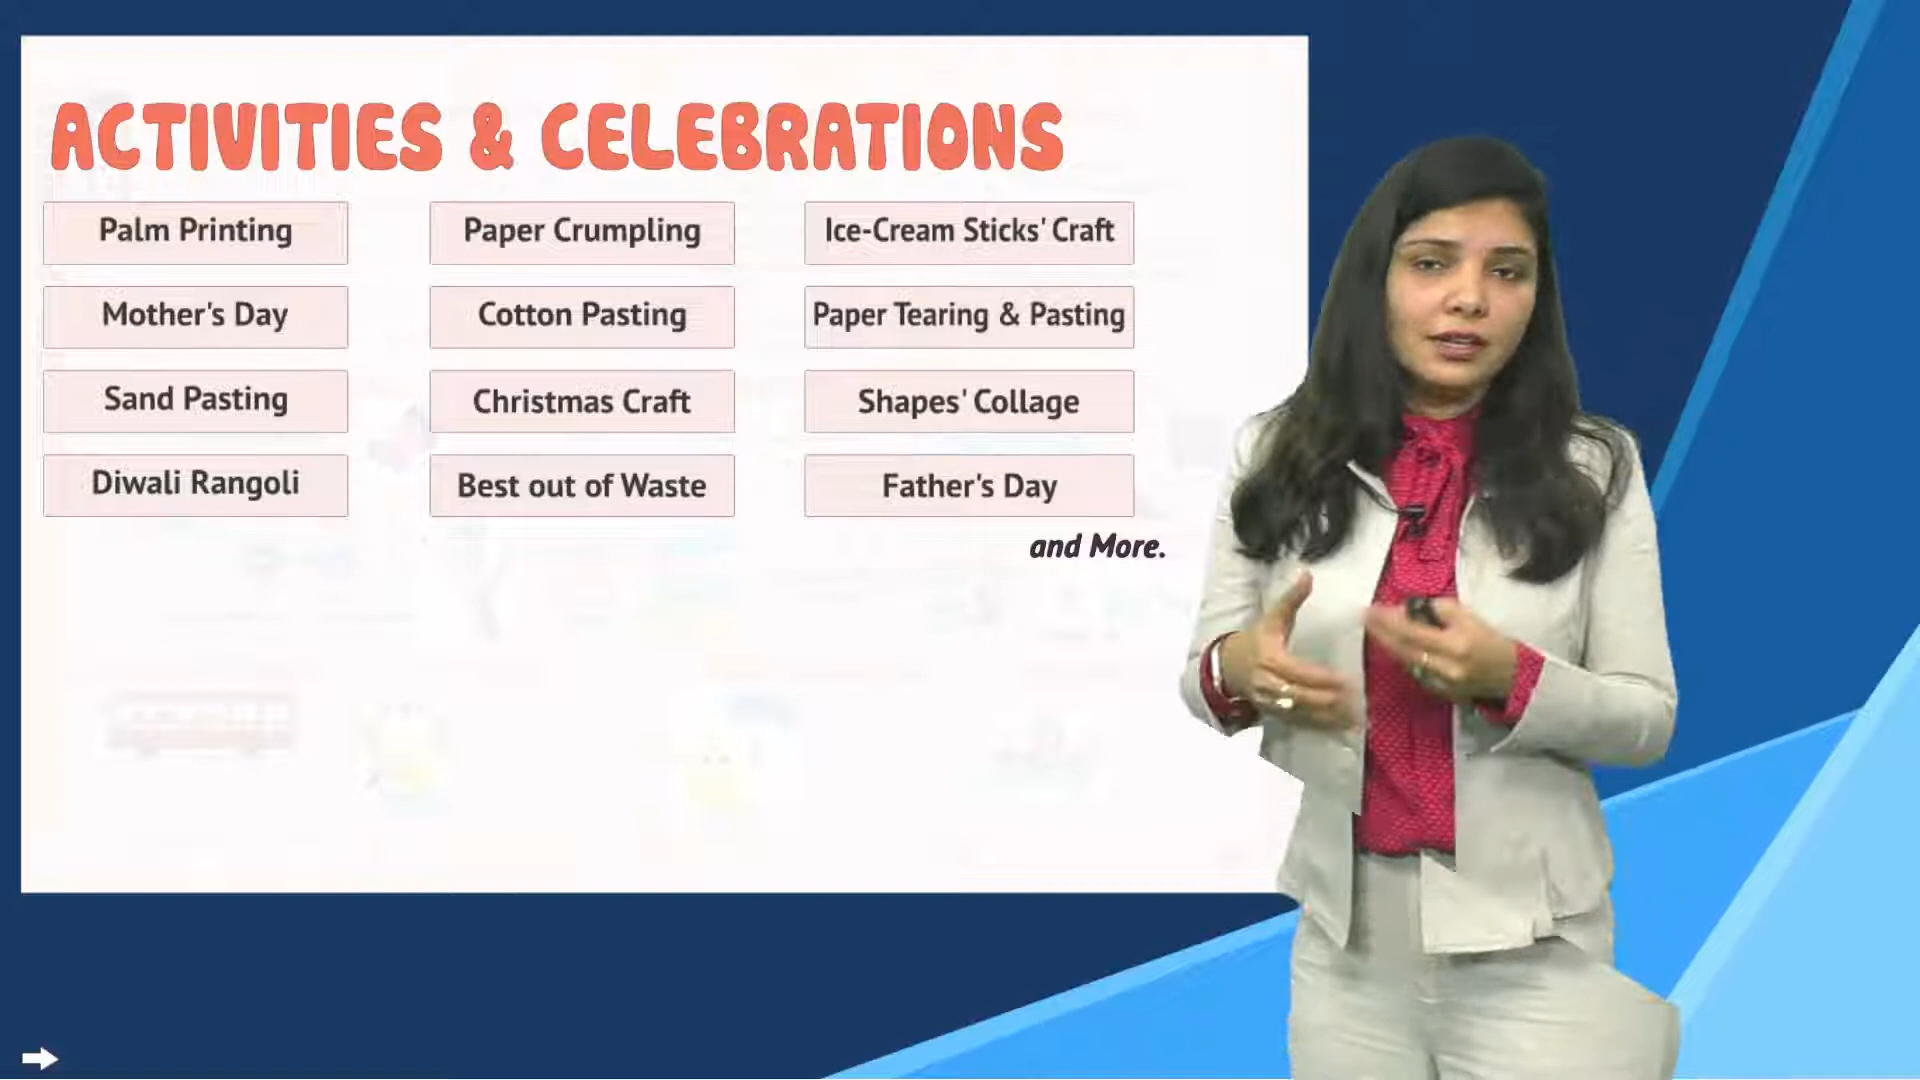 ACTIVITIES & CELEBRATIONS
Palm Printing
Paper Crumpling
Ice-Cream Sticks' Craft
Mother's Day
Cotton Pasting
Paper Tearing & Pasting
Sand Pasting
Christmas Craft
Shapes' Collage
Diwali Rangoli
Best out of Waste
Father's Day
and More.